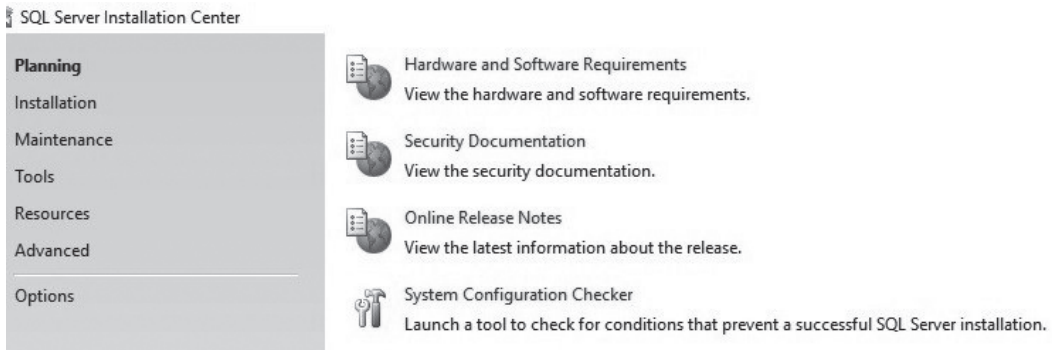 SQL Server Installation Center
Planning
Installation
Maintenance
Tools
Resources
Advanced
Options
Hardware and Software Requirements
View the hardware and software requirements.
Security Documentation
View the security documentation.
Online Release Notes
View the latest information about the release.
System Configuration Checker
Launch a tool to check for conditions that prevent a successful SQL Server installation.